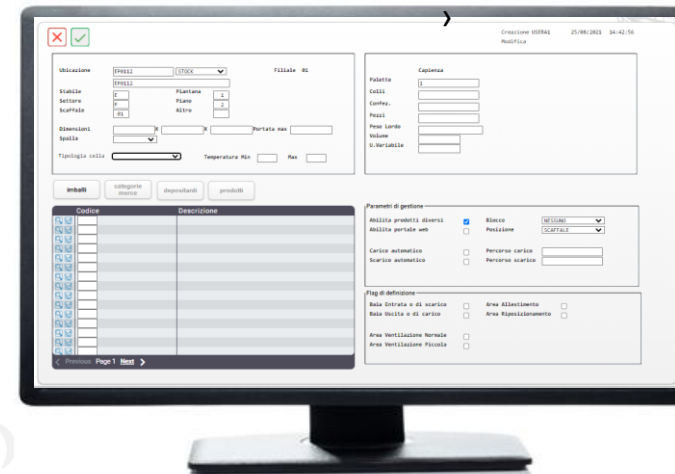 Creazione USERA1 25/08/2021 14:42:56
Modifica
Ubicazione EF0112 STOCK Filiale 01
EF0112
Stabile E Piantana 1
Settore F Piano 2
Scaffale 01 Altro
Dimensioni X X Portata max
Spalla
Tipologia cella Temperatura Min Max
Capienza
Palette 1
Colli
Confez.
Pezzi
Peso Lordo
Volume
U.Variabile
imballi categorie merce depositanti prodotti
Codice Descrizione
< Previous Page 1 Next >
Parametri di gestione
Abilita prodotti diversi Blocco NESSUNO
Abilita portale web Posizione SCAFFALE
Carico automatico Percorso carico
Scarico automatico Percorso scarico
Flag di definizione
Baia Entrata o di scarico Area Allestimento
Baia Uscita o di carico Area Riposizionamento
Area Ventilazione Normale
Area Ventilazione Piccola